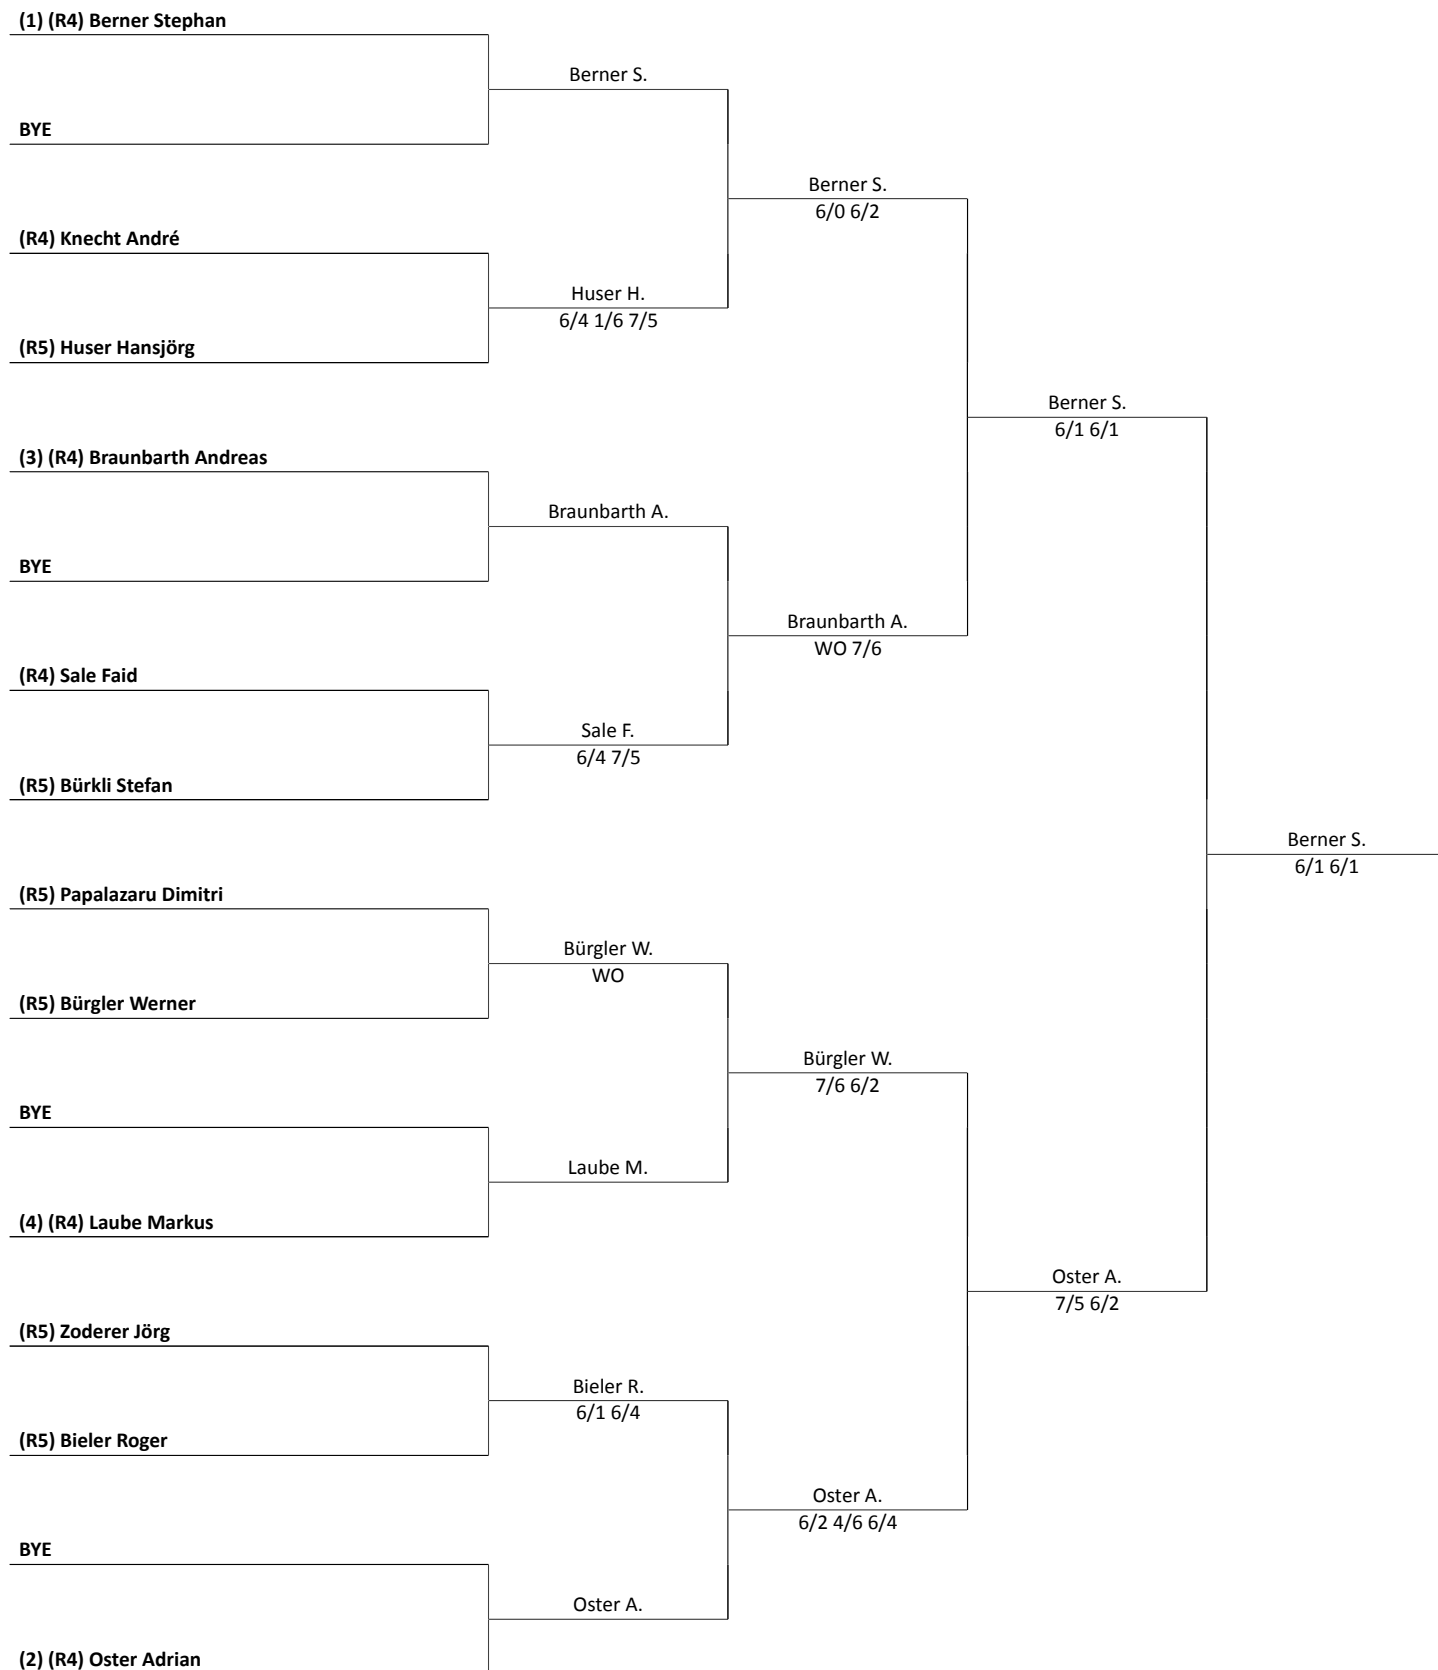 (1) (R4) Berner Stephan
Berner S.
BYE
Berner S.
6/0 6/2
(R4) Knecht André
Huser H.
6/4 1/6 7/5
(R5) Huser Hansjörg
Berner S.
6/1 6/1
(3) (R4) Braunbarth Andreas
Braunbarth A.
BYE
Braunbarth A.
WO 7/6
(R4) Sale Faid
Sale F.
6/4 7/5
(R5) Bürkli Stefan
Berner S.
6/1 6/1
(R5) Papalazaru Dimitri
Bürgler W.
WO
(R5) Bürgler Werner
Bürgler W.
7/6 6/2
BYE
Laube M.
(4) (R4) Laube Markus
Oster A.
7/5 6/2
(R5) Zoderer Jörg
Bieler R.
6/1 6/4
(R5) Bieler Roger
Oster A.
6/2 4/6 6/4
BYE
Oster A.
(2) (R4) Oster Adrian